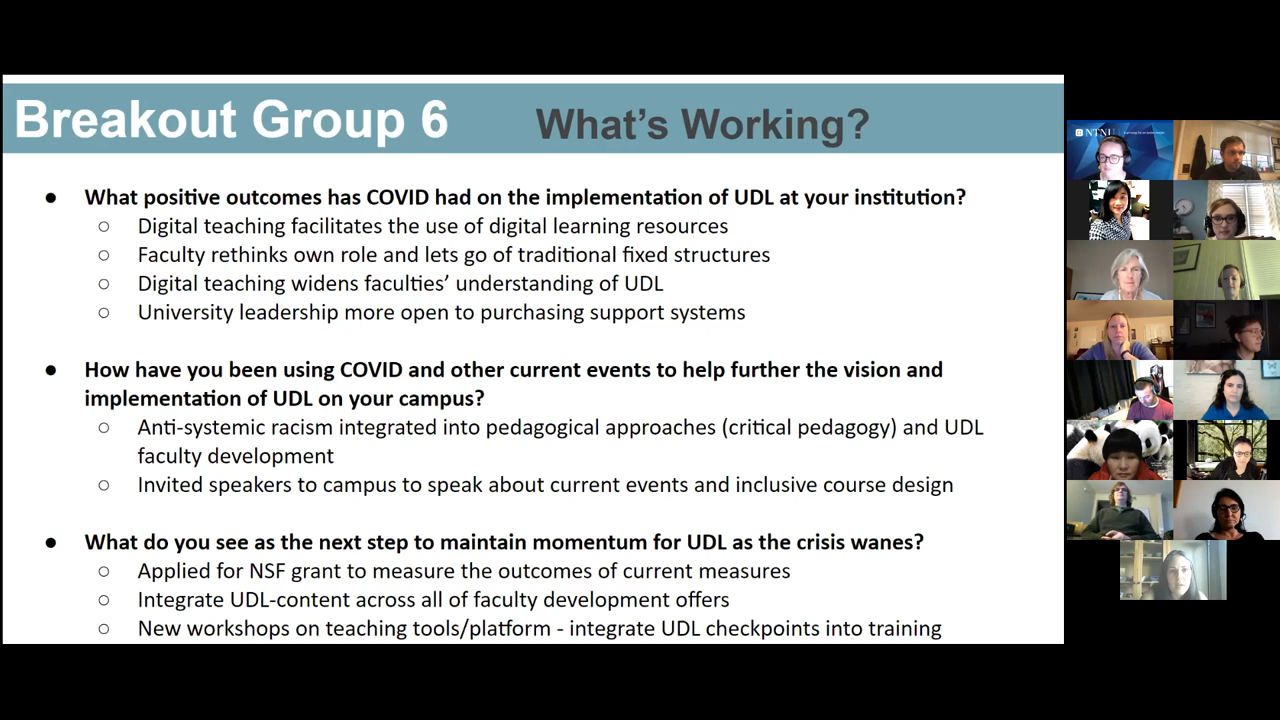 Breakout Group 6
What's Working?
● What positive outcomes has COVID had on the implementation of UDL at your institution?
○ Digital teaching facilitates the use of digital learning resources
○ Faculty rethinks own role and lets go of traditional fixed structures
○ Digital teaching widens faculties' understanding of UDL
○ University leadership more open to purchasing support systems
● How have you been using COVID and other current events to help further the vision and
implementation of UDL on your campus?
○ Anti-systemic racism integrated into pedagogical approaches (critical pedagogy) and UDL
faculty development
○ Invited speakers to campus to speak about current events and inclusive course design
● What do you see as the next step to maintain momentum for UDL as the crisis wanes?
○ Applied for NSF grant to measure the outcomes of current measures
○ Integrate UDL-content across all of faculty development offers
○ New workshops on teaching tools/platform - integrate UDL checkpoints into training
NTNU